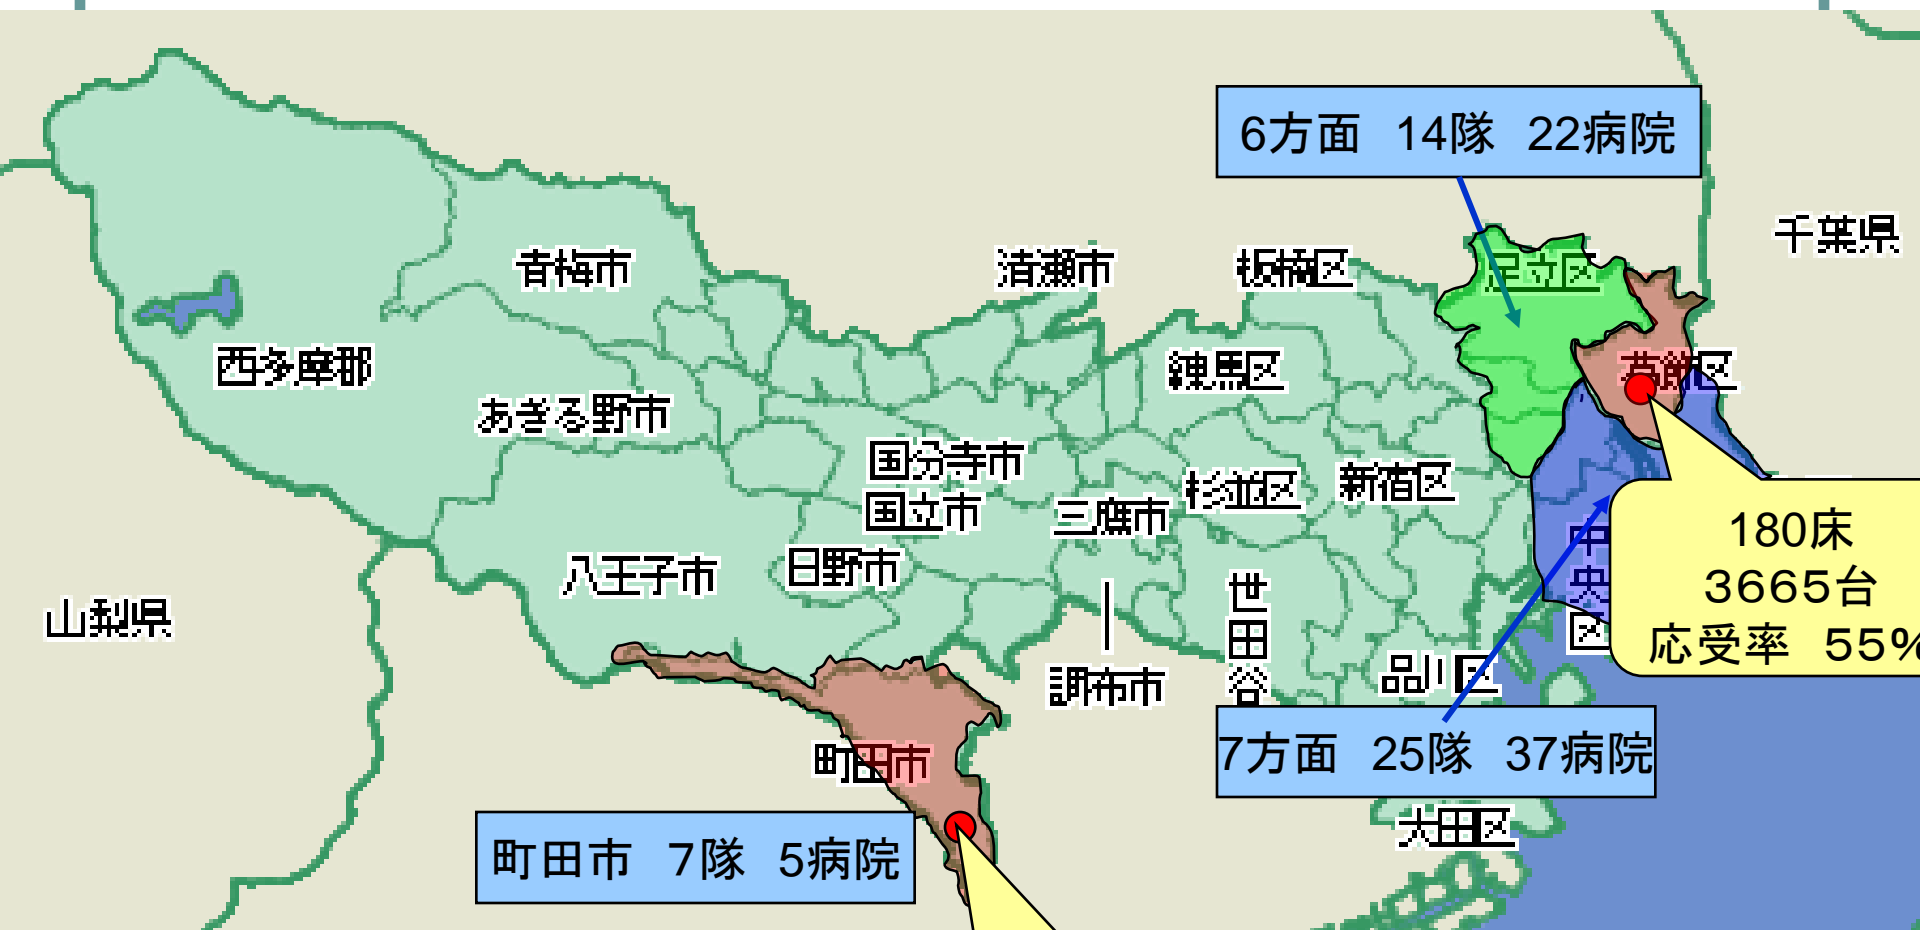 6方面 14隊 22病院
千葉県
足立区
青梅市
清瀬市
板橋区
西多摩郡
練馬区
葛飾区
あきる野市
国分寺市
杉並区
新宿区
国立市
三鷹市
180床
3665台
応受率 55%
中央区
日野市
八王子市
世田谷
山梨県
調布市
品川区
7方面 25隊 37病院
町田市
大田区
町田市 7隊 5病院